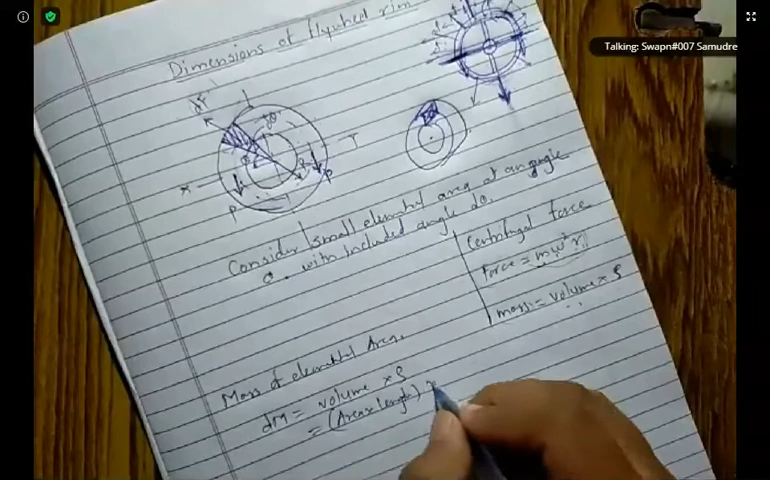 Talking: Swapn#007 Samudre
Dimensions of flywheel rim
Consider small elemental area at an angle
θ. with included angle dθ.
Centrifugal force
Force = mω²r
mass = volume × ρ
Mass of elemental Area.
dM = volume × ρ
= (Area × length) ×